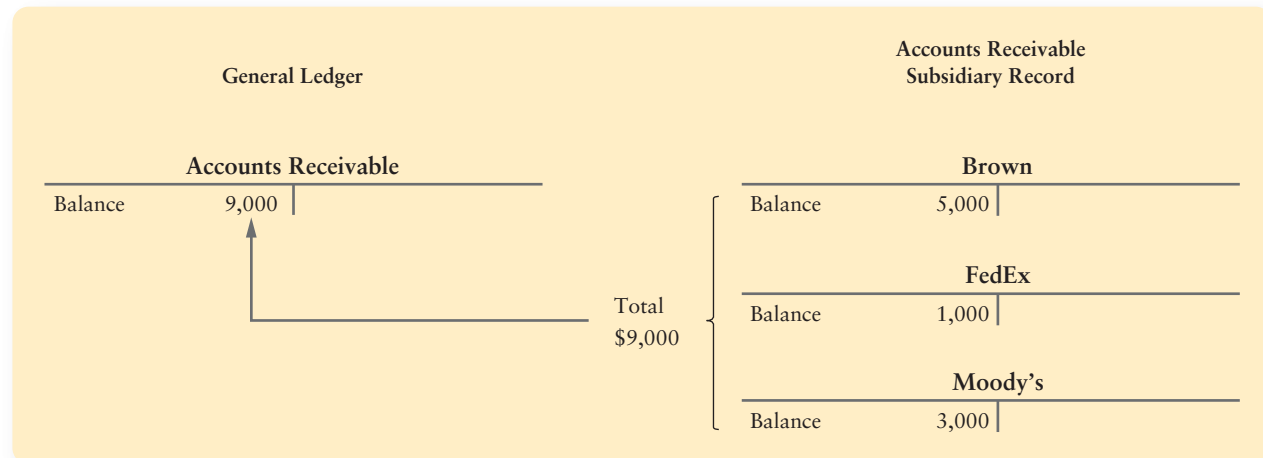 General Ledger
Accounts Receivable
Subsidiary Record
Accounts Receivable
Balance 9,000
Brown
Balance 5,000
FedEx
Balance 1,000
Total
$9,000
Moody’s
Balance 3,000